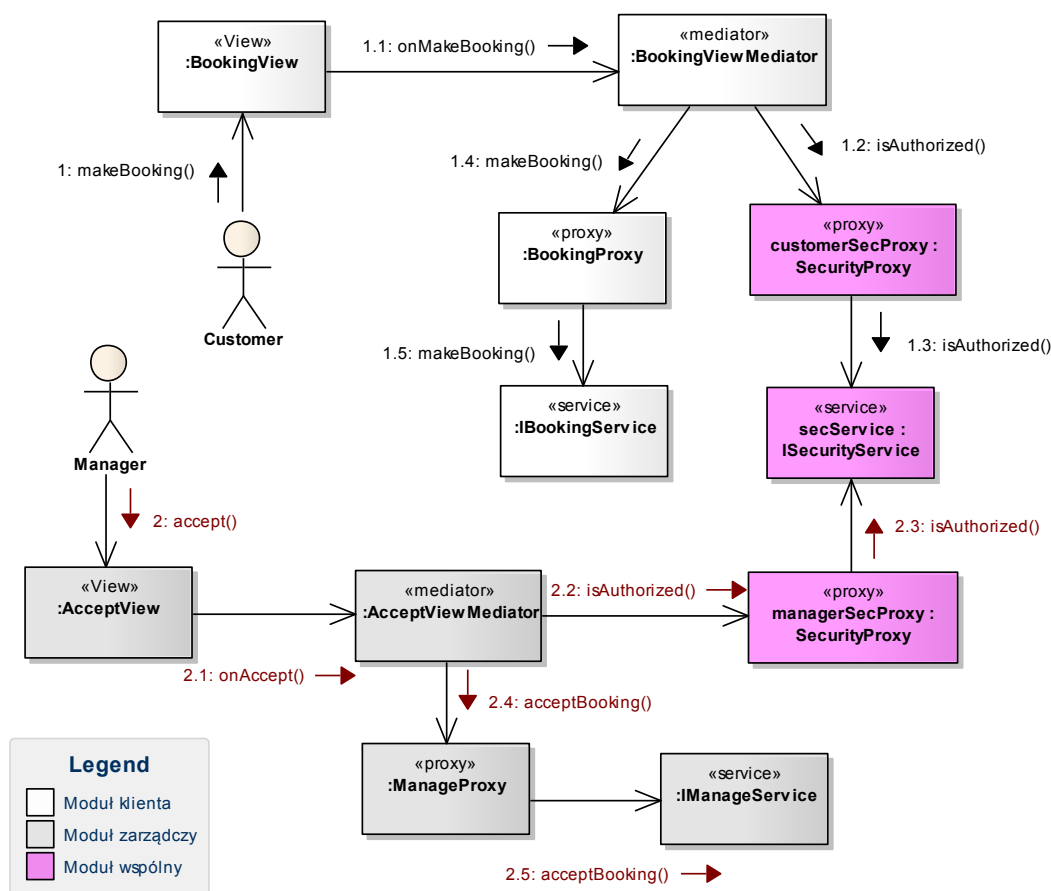 «View»
:BookingView
1.1: onMakeBooking()
«mediator»
:BookingViewMediator
1: makeBooking()
1.4: makeBooking()
1.2: isAuthorized()
Customer
«proxy»
:BookingProxy
«proxy»
customerSecProxy :
SecurityProxy
1.5: makeBooking()
1.3: isAuthorized()
«service»
:IBookingService
«service»
secService :
ISecurityService
Manager
2: accept()
2.3: isAuthorized()
«View»
:AcceptView
«mediator»
:AcceptViewMediator
2.2: isAuthorized()
«proxy»
managerSecProxy :
SecurityProxy
2.1: onAccept()
2.4: acceptBooking()
«proxy»
:ManageProxy
«service»
:IManageService
2.5: acceptBooking()
Legend
Moduł klienta
Moduł zarządczy
Moduł wspólny